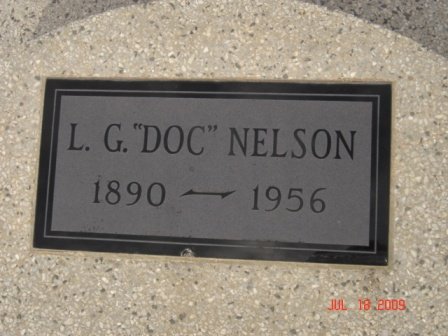 L. G. "DOC" NELSON
1890 — 1956
JUL 18 2009